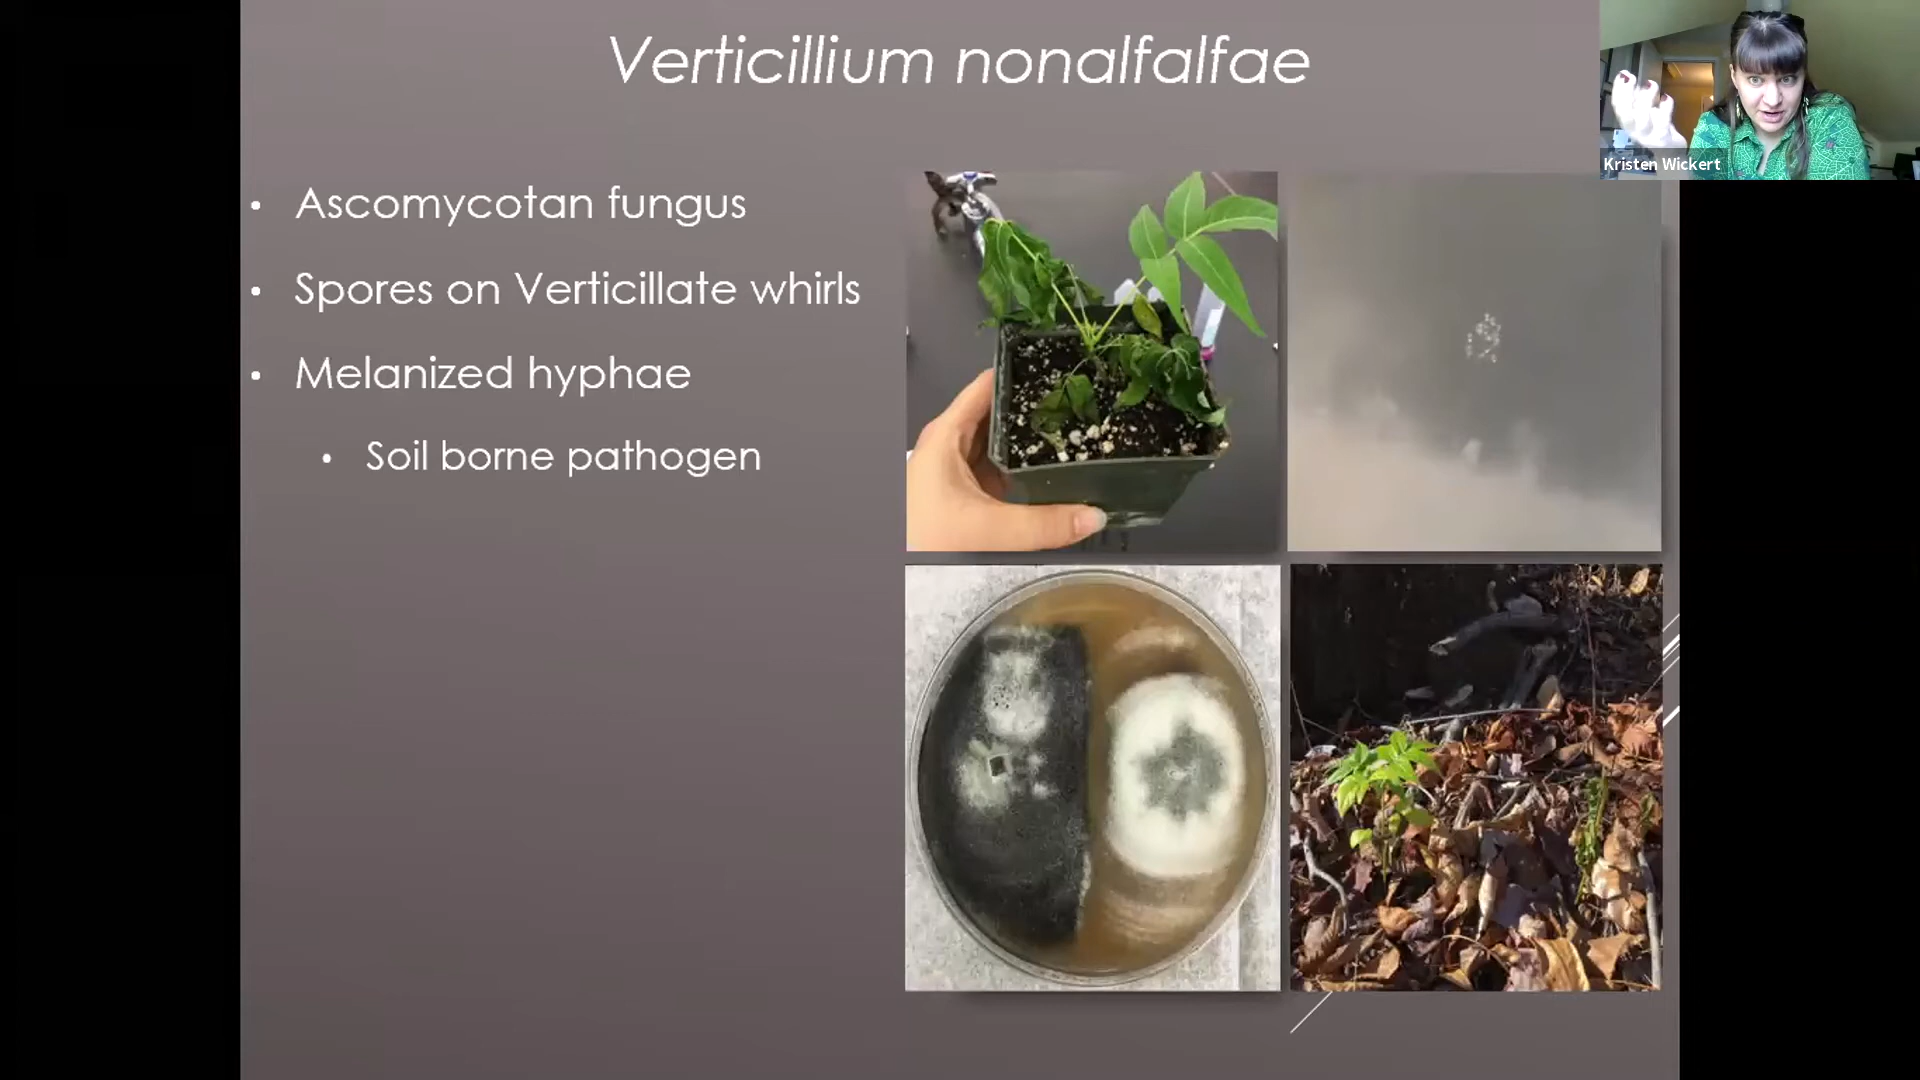 Verticillium nonalfalfae
Kristen Wickert
Ascomycotan fungus
Spores on Verticillate whirls
Melanized hyphae
Soil borne pathogen